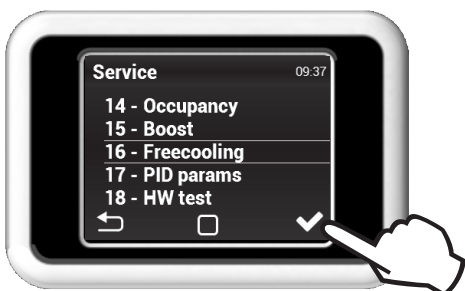 Service 09:37
14 - Occupancy
15 - Boost
16 - Freecooling
17 - PID params
18 - HW test